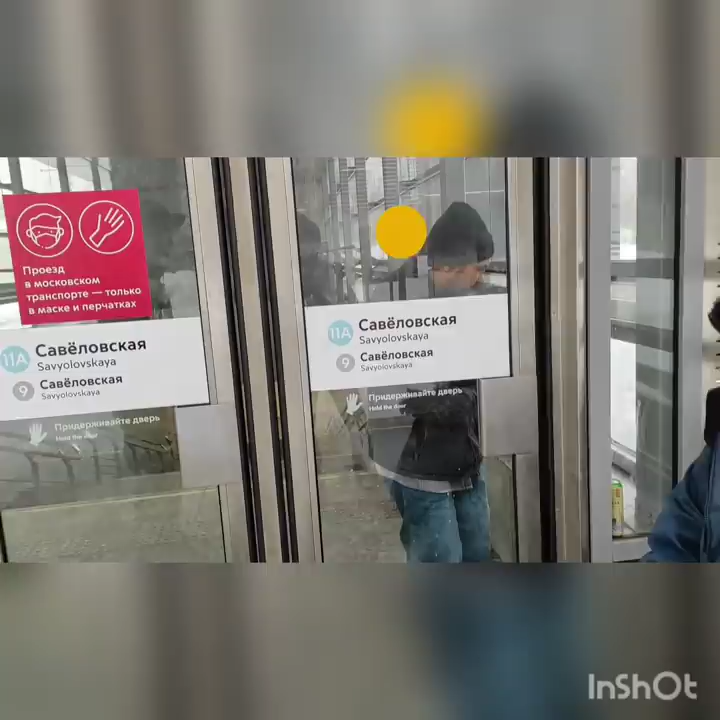 Проезд
в московском
транспорте — только
в маске и перчатках
11А Савёловская
Savyolovskaya
9 Савёловская
Savyolovskaya
Придерживайте дверь
Hold the door
11А Савёловская
Savyolovskaya
9 Савёловская
Savyolovskaya
Придерживайте дверь
Hold the door
InShOt